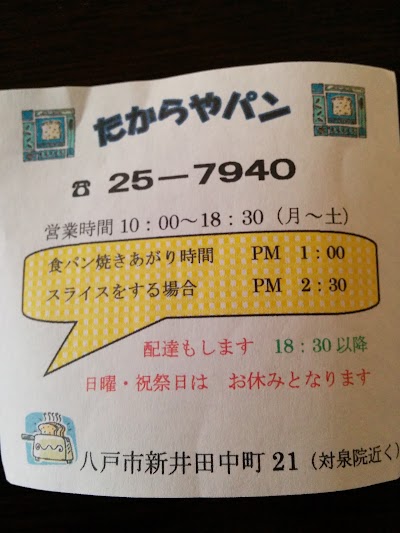 たからやパン
☎ 25－7940
営業時間 10：00～18：30（月～土）
食パン焼きあがり時間 PM 1：00
スライスをする場合 PM 2：30
配達もします 18：30以降
日曜・祝祭日は お休みとなります
八戸市新井田中町 21（対泉院近く）